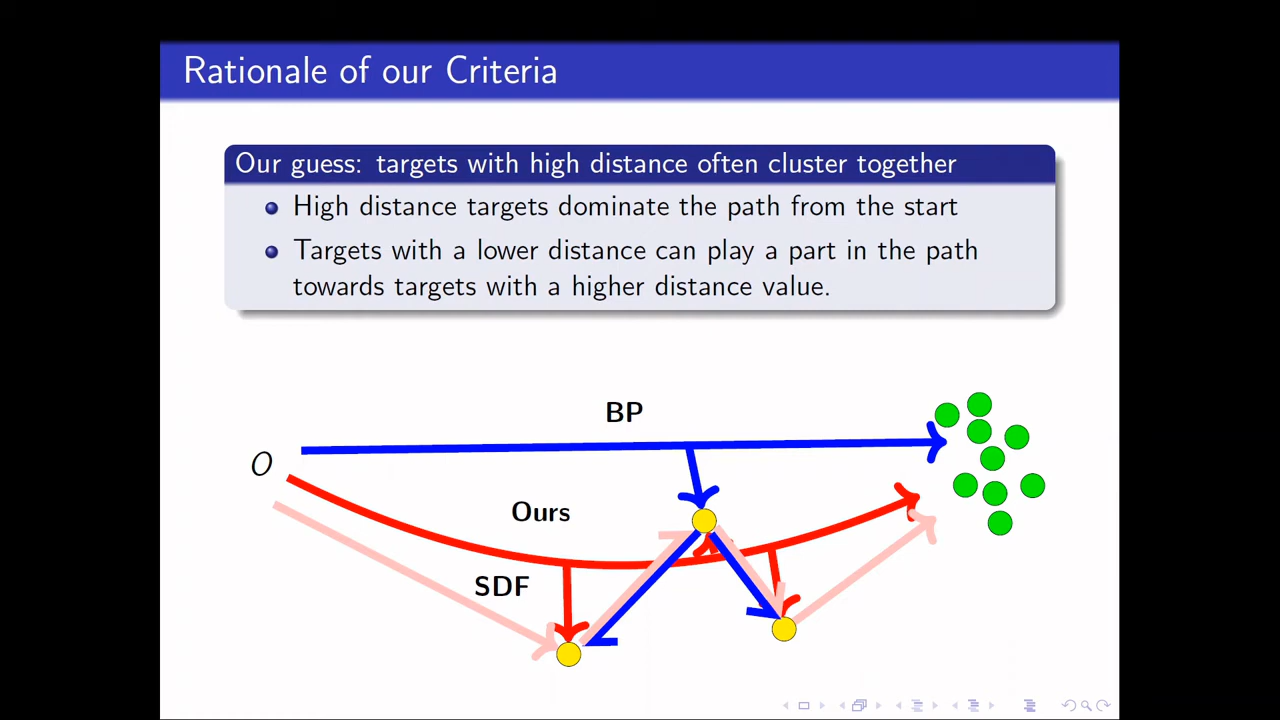 Rationale of our Criteria
Our guess: targets with high distance often cluster together
High distance targets dominate the path from the start
Targets with a lower distance can play a part in the path
towards targets with a higher distance value.
BP
O
Ours
SDF